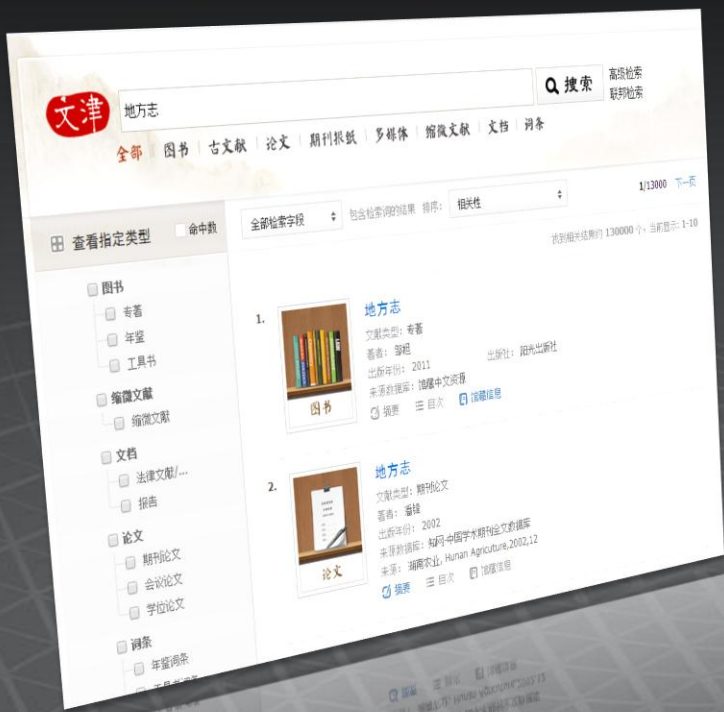 文津
地方志
搜索
高级检索
联邦检索
全部 图书 古文献 论文 期刊报纸 多媒体 缩微文献 文档 词条
查看指定类型 命中数
图书
专著
年鉴
工具书
缩微文献
缩微文献
文档
法律文献/...
报告
论文
期刊论文
会议论文
学位论文
词条
年鉴词条
工具书词条
全部检索字段 包含检索词的结果 排序: 相关性 1/13000 下一页
找到相关结果约 130000 个, 当前显示: 1-10
1. 地方志
文献类型: 专著
著者: 邹超
出版年份: 2011 出版社: 阳光出版社
来源数据库: 馆藏中文资源
摘要 目次 馆藏信息
图书
2. 地方志
文献类型: 期刊论文
著者: 潘锋
出版年份: 2002
来源数据库: 知网-中国学术期刊全文数据库
来源: 湖南农业, Hunan Agricuture,2002,12
摘要 目次 馆藏信息
论文